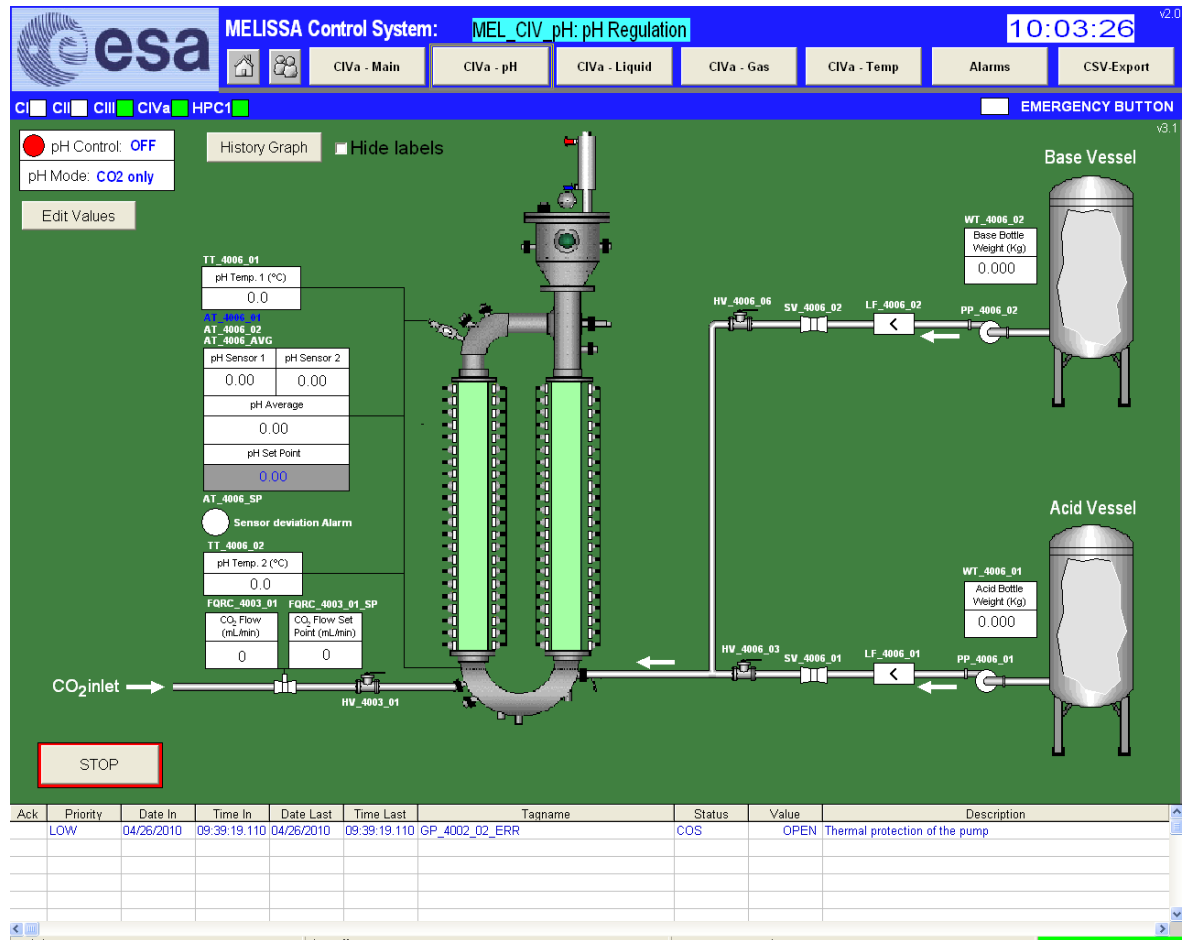 esa
MELISSA Control System: MEL_CIV_pH: pH Regulation
10:03:26
v2.0
CIVa - Main
CIVa - pH
CIVa - Liquid
CIVa - Gas
CIVa - Temp
Alarms
CSV-Export
CI CII CIII CIVa HPC1
EMERGENCY BUTTON
v3.1
pH Control: OFF
pH Mode: CO2 only
History Graph
Hide labels
Edit Values
Base Vessel
WT_4006_02
Base Bottle
Weight (Kg)
0.000
TT_4006_01
pH Temp. 1 (°C)
0.0
HV_4006_06
SV_4006_02
LF_4006_02
PP_4006_02
<
AT_4006_01
AT_4006_02
AT_4006_AVG
pH Sensor 1
pH Sensor 2
0.00
0.00
pH Average
0.00
pH Set Point
0.00
AT_4006_SP
Sensor deviation Alarm
Acid Vessel
WT_4006_01
Acid Bottle
Weight (Kg)
0.000
TT_4006_02
pH Temp. 2 (°C)
0.0
FQRC_4003_01
FQRC_4003_01_SP
CO2 Flow
(mL/min)
0
CO2 Flow Set
Point (mL/min)
0
HV_4006_03
SV_4006_01
LF_4006_01
PP_4006_01
<
CO2inlet
HV_4003_01
STOP
Ack Priority Date In Time In Date Last Time Last Tagname Status Value Description
LOW 04/26/2010 09:39:19.110 04/26/2010 09:39:19.110 GP_4002_02_ERR COS OPEN Thermal protection of the pump